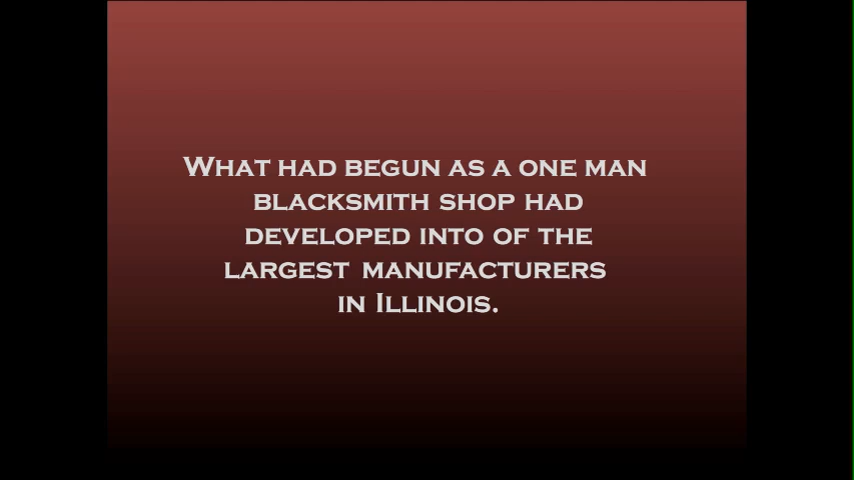 What had begun as a one man
blacksmith shop had
developed into of the
largest manufacturers
in Illinois.